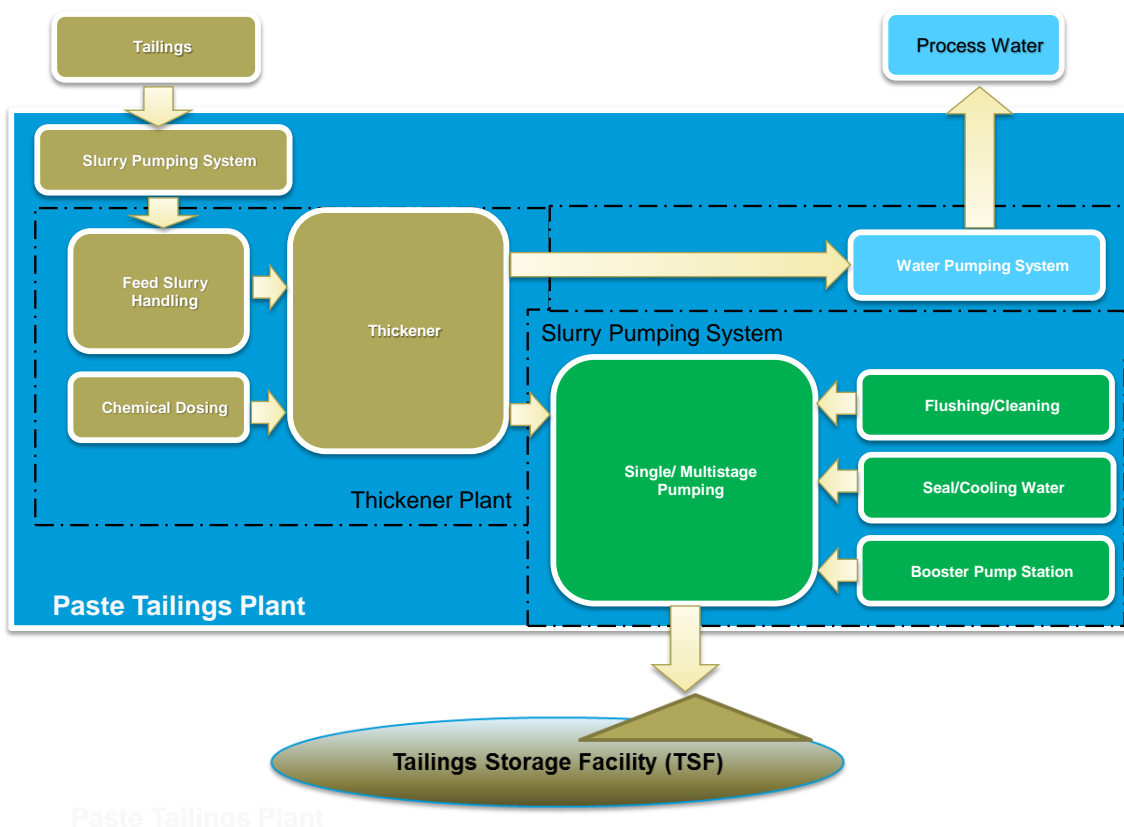 Tailings
Process Water
Slurry Pumping System
Feed Slurry
Handling
Thickener
Water Pumping System
Slurry Pumping System
Chemical Dosing
Flushing/Cleaning
Single/ Multistage
Pumping
Seal/Cooling Water
Thickener Plant
Booster Pump Station
Paste Tailings Plant
Tailings Storage Facility (TSF)
Paste Tailings Plant